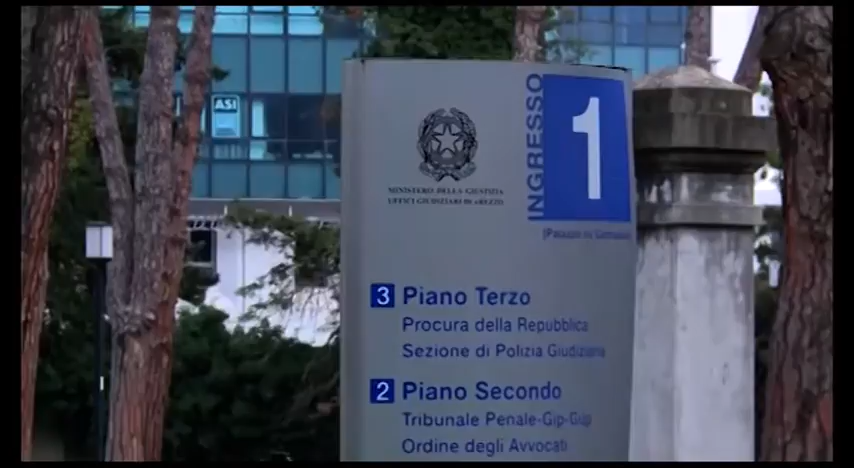 ASI
INGRESSO
1
MINISTERO DELLA GIUSTIZIA
UFFICI GIUDIZIARI DI AREZZO
3 Piano Terzo
Procura della Repubblica
Sezione di Polizia Giudiziaria
2 Piano Secondo
Tribunale Penale-Gip-Gup
Ordine degli Avvocati